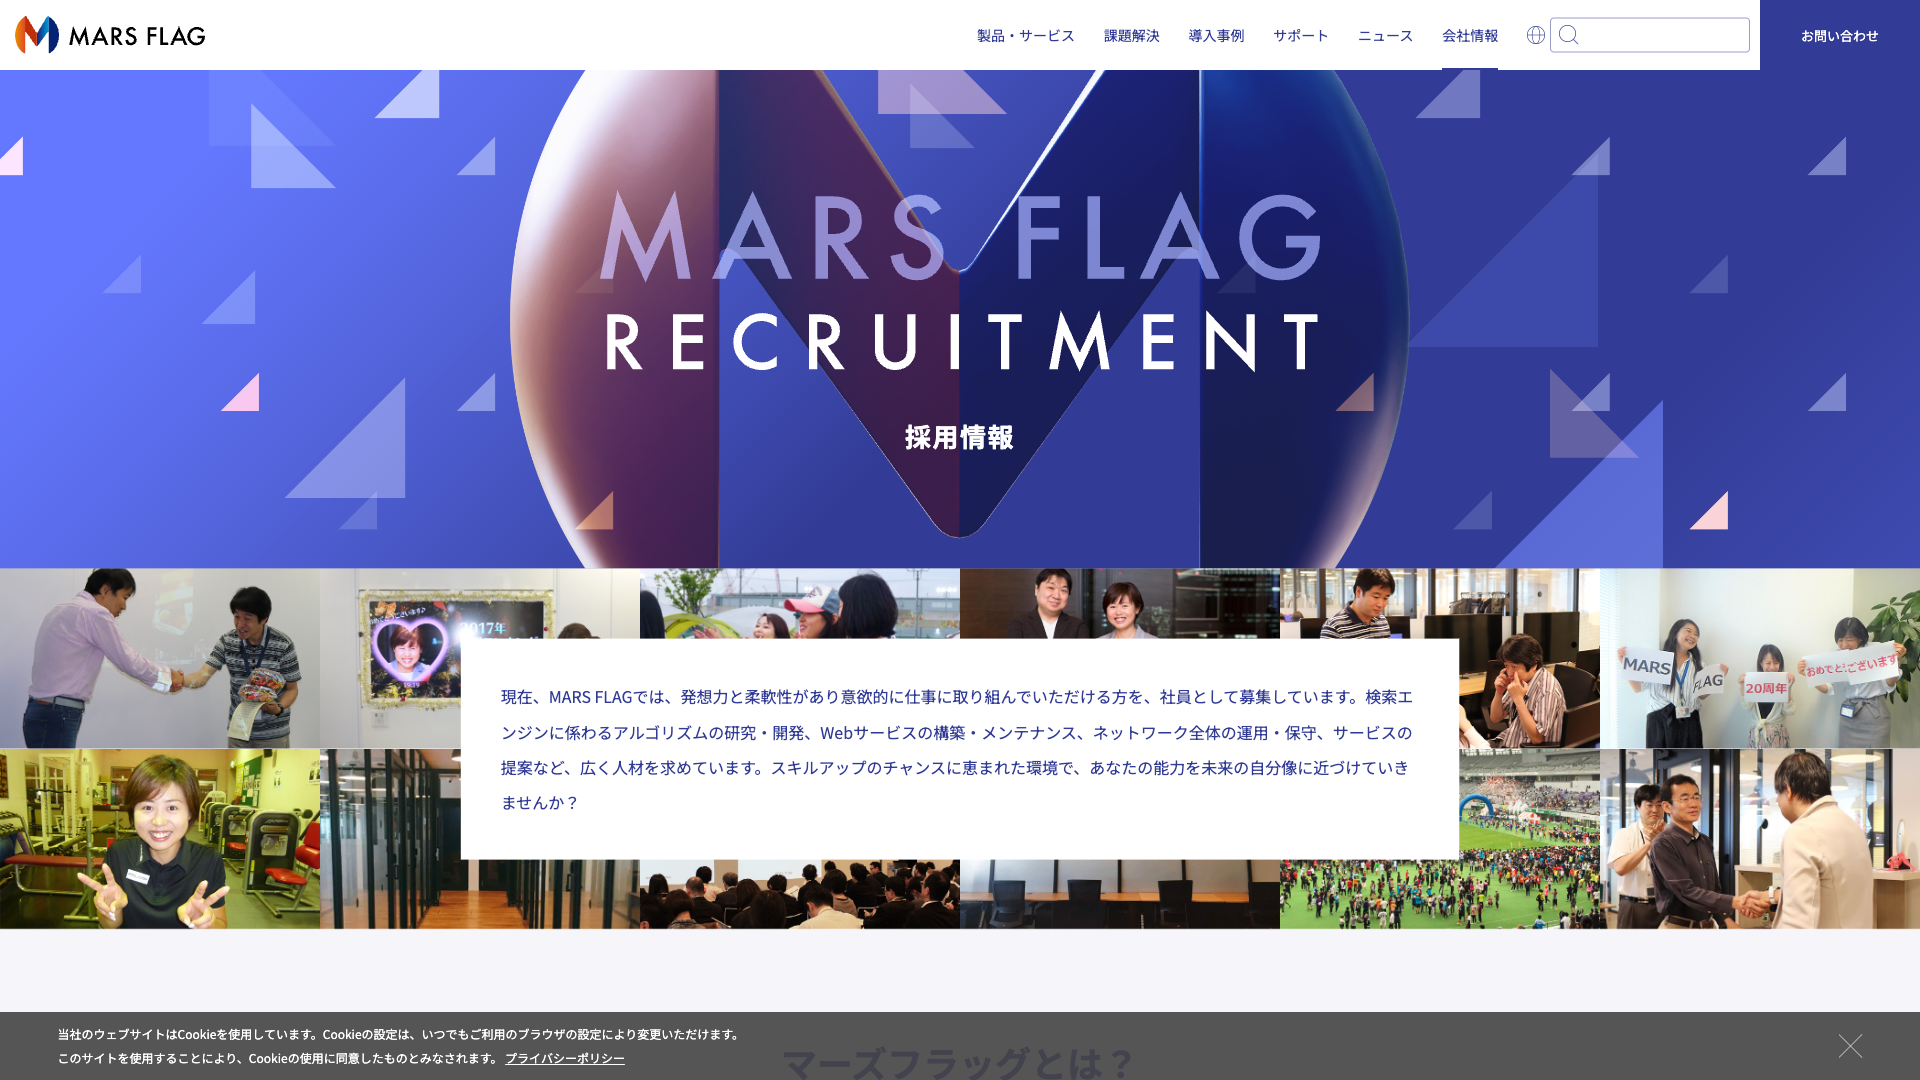 MARS FLAG
製品・サービス
課題解決
導入事例
サポート
ニュース
会社情報
お問い合わせ
MARS FLAG
RECRUITMENT
採用情報
2017年
MARS
FLAG
20周年
おめでとうございます
現在、MARS FLAGでは、発想力と柔軟性があり意欲的に仕事に取り組んでいただける方を、社員として募集しています。検索エ
ンジンに係わるアルゴリズムの研究・開発、Webサービスの構築・メンテナンス、ネットワーク全体の運用・保守、サービスの
提案など、広く人材を求めています。スキルアップのチャンスに恵まれた環境で、あなたの能力を未来の自分像に近づけていき
ませんか？
マーズフラッグとは？
当社のウェブサイトはCookieを使用しています。Cookieの設定は、いつでもご利用のブラウザの設定により変更いただけます。
このサイトを使用することにより、Cookieの使用に同意したものとみなされます。 プライバシーポリシー